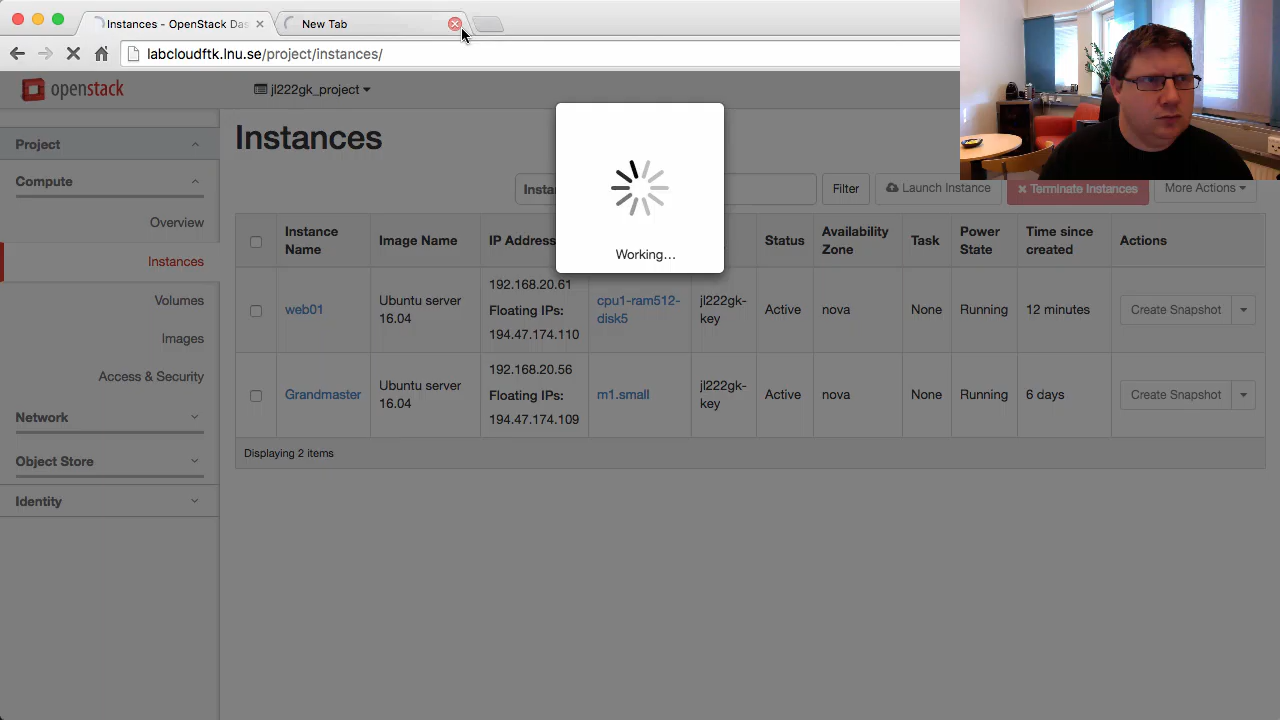 Instances - OpenStack Das
New Tab
labcloudftk.lnu.se/project/instances/
openstack
jl222gk_project
Project
Compute
Overview
Instances
Volumes
Images
Access & Security
Network
Object Store
Identity
Instances
Insta
Filter
Launch Instance
Terminate Instances
More Actions
Working...
Instance Name
Image Name
IP Address
Status
Availability Zone
Task
Power State
Time since created
Actions
web01
Ubuntu server 16.04
192.168.20.61
Floating IPs:
194.47.174.110
cpu1-ram512-disk5
jl222gk-key
Active
nova
None
Running
12 minutes
Create Snapshot
Grandmaster
Ubuntu server 16.04
192.168.20.56
Floating IPs:
194.47.174.109
m1.small
jl222gk-key
Active
nova
None
Running
6 days
Create Snapshot
Displaying 2 items